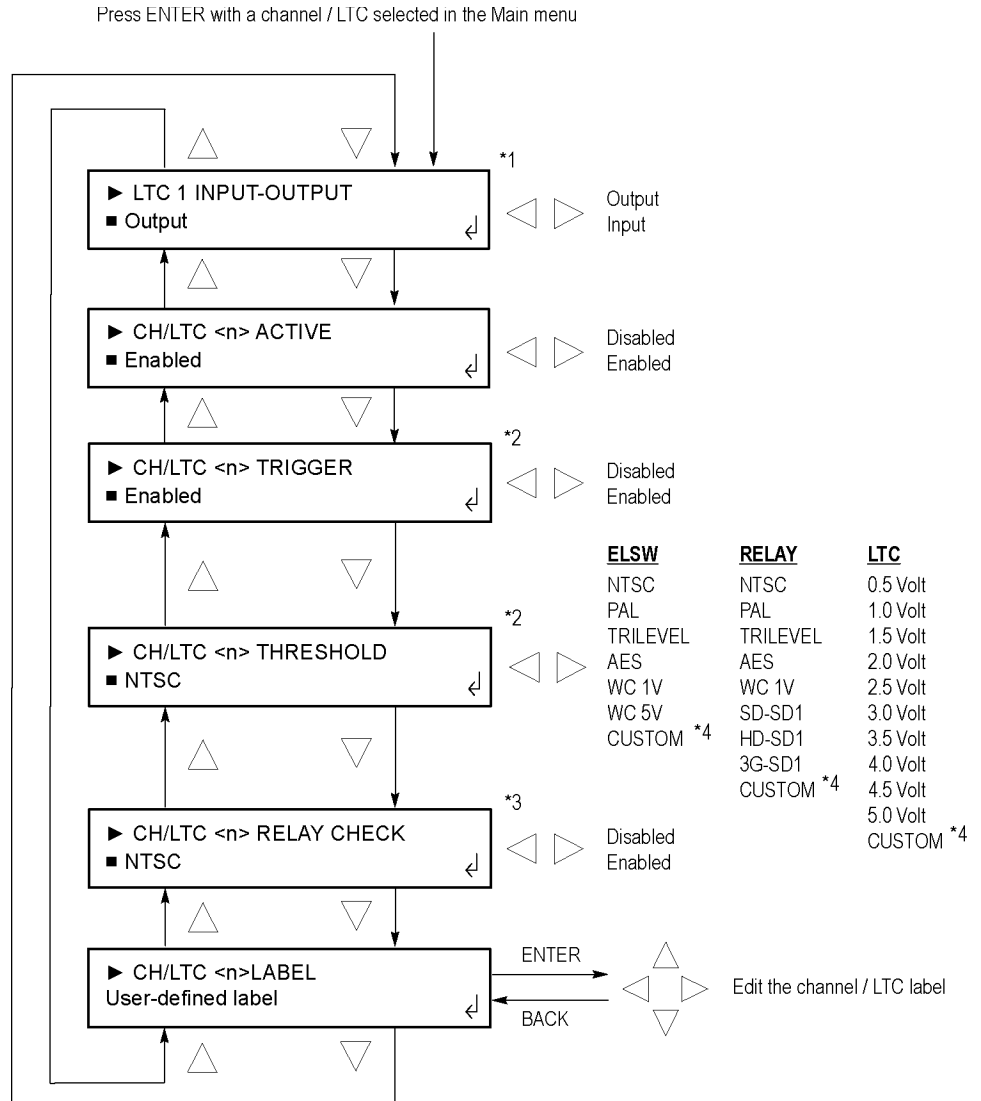 Press ENTER with a channel / LTC selected in the Main menu
*1
► LTC 1 INPUT-OUTPUT
■ Output
Output
Input
► CH/LTC <n> ACTIVE
■ Enabled
Disabled
Enabled
*2
► CH/LTC <n> TRIGGER
■ Enabled
Disabled
Enabled
ELSW RELAY LTC
NTSC NTSC 0.5 Volt
PAL PAL 1.0 Volt
TRILEVEL TRILEVEL 1.5 Volt
AES AES 2.0 Volt
WC 1V WC 1V 2.5 Volt
WC 5V SD-SD1 3.0 Volt
CUSTOM *4 HD-SD1 3.5 Volt
3G-SD1 4.0 Volt
CUSTOM *4 4.5 Volt
5.0 Volt
CUSTOM *4
*2
► CH/LTC <n> THRESHOLD
■ NTSC
*3
► CH/LTC <n> RELAY CHECK
■ NTSC
Disabled
Enabled
► CH/LTC <n>LABEL
User-defined label
ENTER
BACK
Edit the channel / LTC label